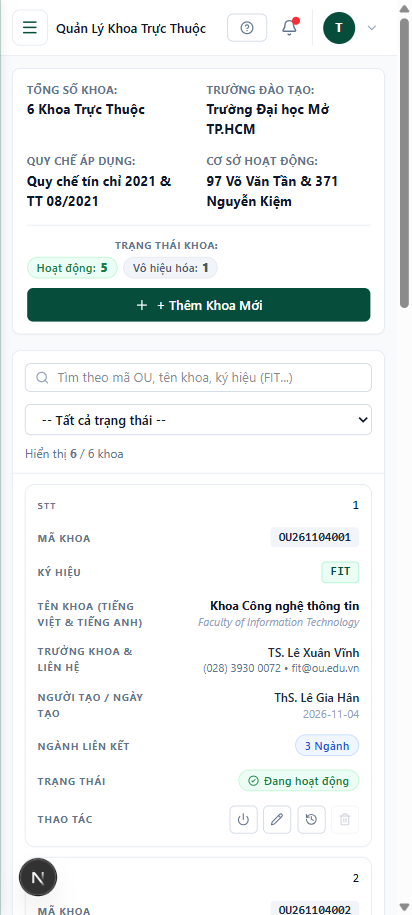 Quản Lý Khoa Trực Thuộc
T
TỔNG SỐ KHOA:
6 Khoa Trực Thuộc
TRƯỜNG ĐÀO TẠO:
Trường Đại học Mở
TP.HCM
QUY CHẾ ÁP DỤNG:
Quy chế tín chỉ 2021 &
TT 08/2021
CƠ SỞ HOẠT ĐỘNG:
97 Võ Văn Tần & 371
Nguyễn Kiệm
TRẠNG THÁI KHOA:
Hoạt động: 5
Vô hiệu hóa: 1
+ Thêm Khoa Mới
Tìm theo mã OU, tên khoa, ký hiệu (FIT...)
-- Tất cả trạng thái --
Hiển thị 6 / 6 khoa
STT
1
MÃ KHOA
OU261104001
KÝ HIỆU
FIT
TÊN KHOA (TIẾNG
VIỆT & TIẾNG ANH)
Khoa Công nghệ thông tin
Faculty of Information Technology
TRƯỞNG KHOA &
LIÊN HỆ
TS. Lê Xuân Vĩnh
(028) 3930 0072 • fit@ou.edu.vn
NGƯỜI TẠO / NGÀY
TẠO
ThS. Lê Gia Hân
2026-11-04
NGÀNH LIÊN KẾT
3 Ngành
TRẠNG THÁI
Đang hoạt động
THAO TÁC
N
2
MÃ KHOA
OU261104002